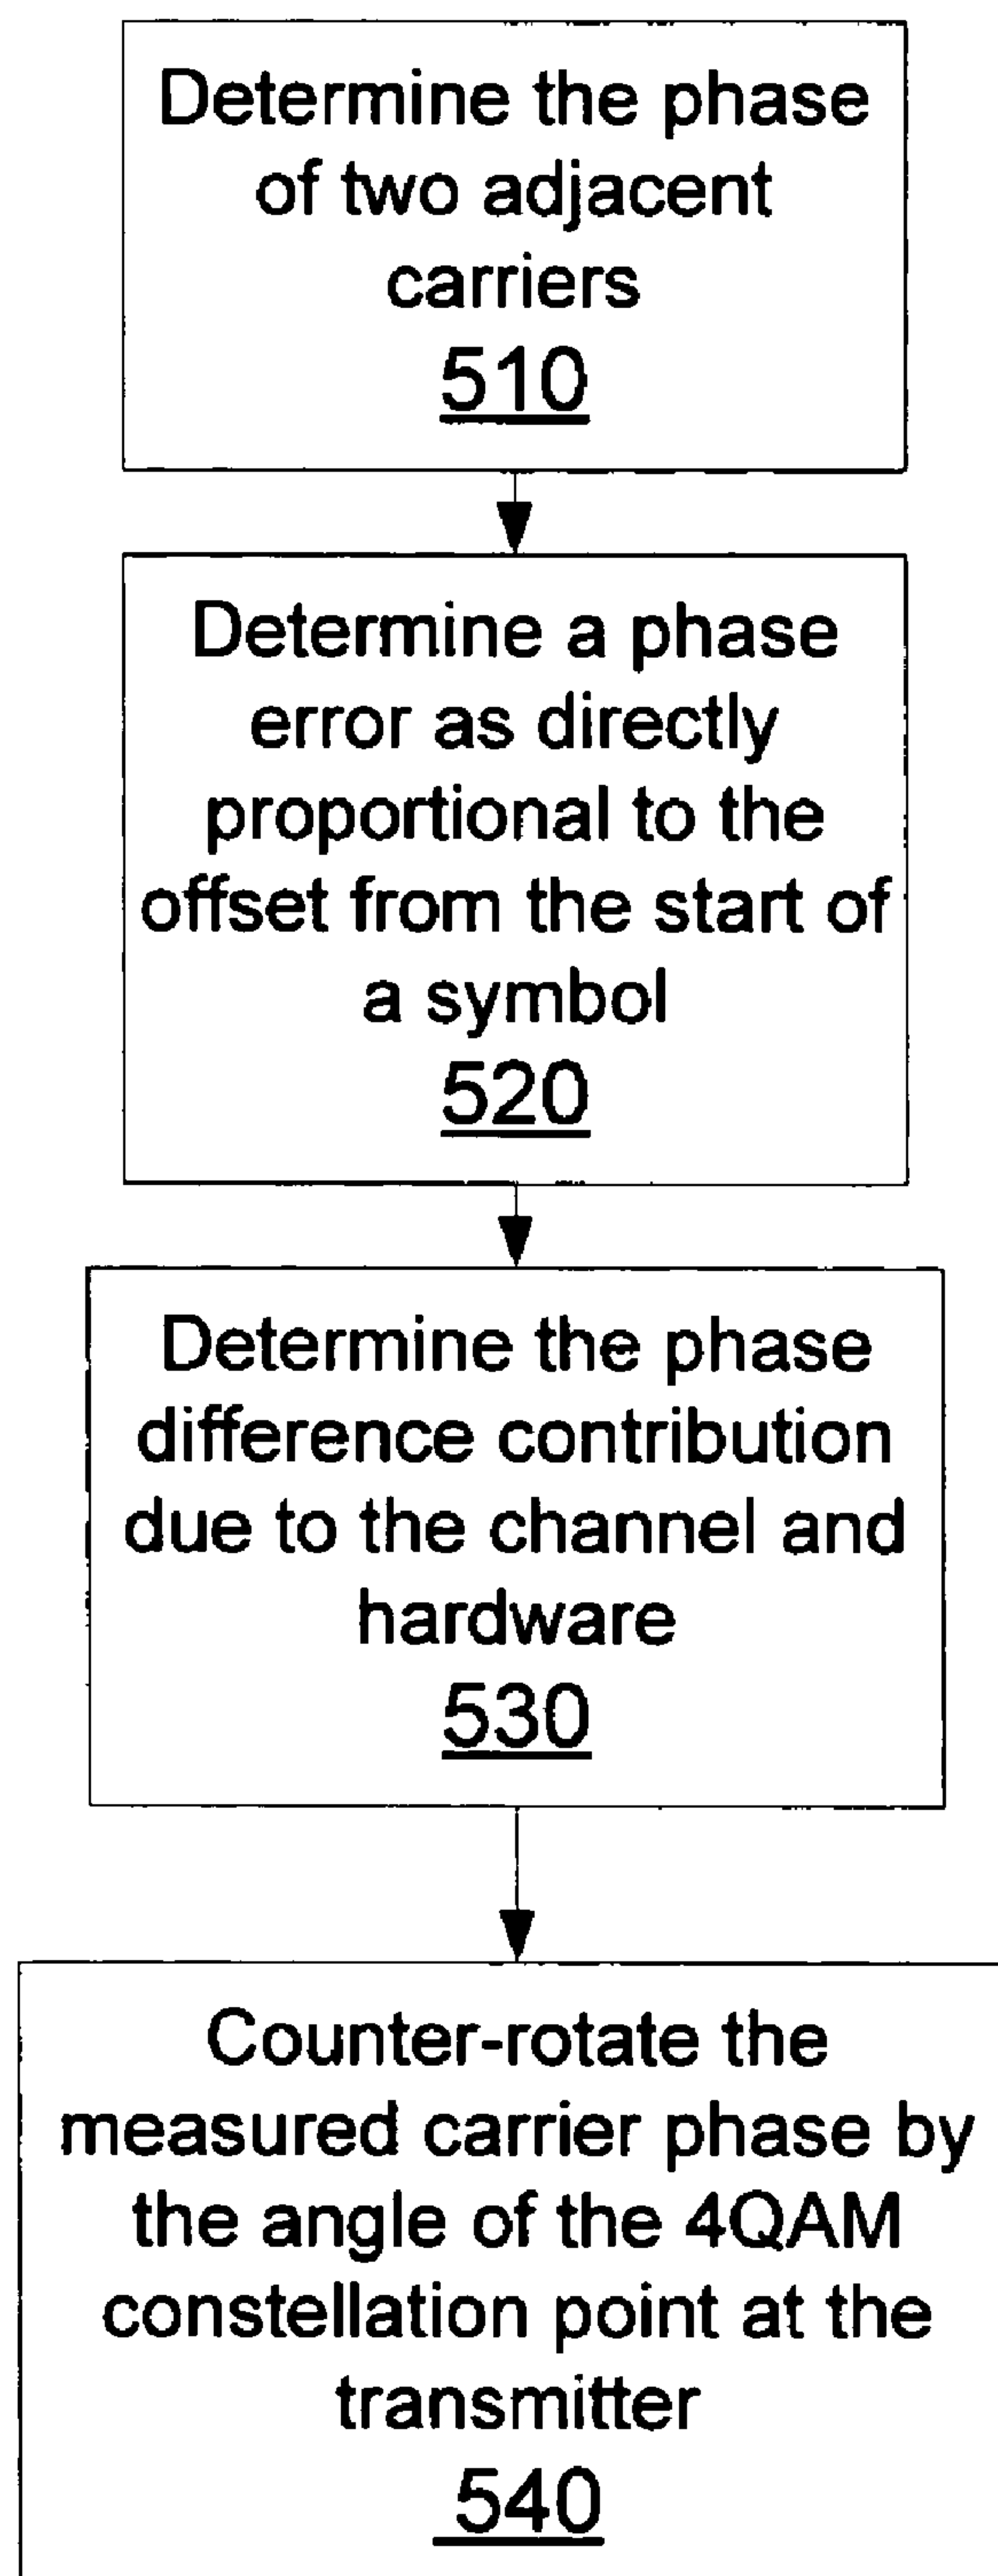 Determine the phase
of two adjacent
carriers
510
Determine a phase
error as directly
proportional to the
offset from the start of
a symbol
520
Determine the phase
difference contribution
due to the channel and
hardware
530
Counter-rotate the
measured carrier phase by
the angle of the 4QAM
constellation point at the
transmitter
540